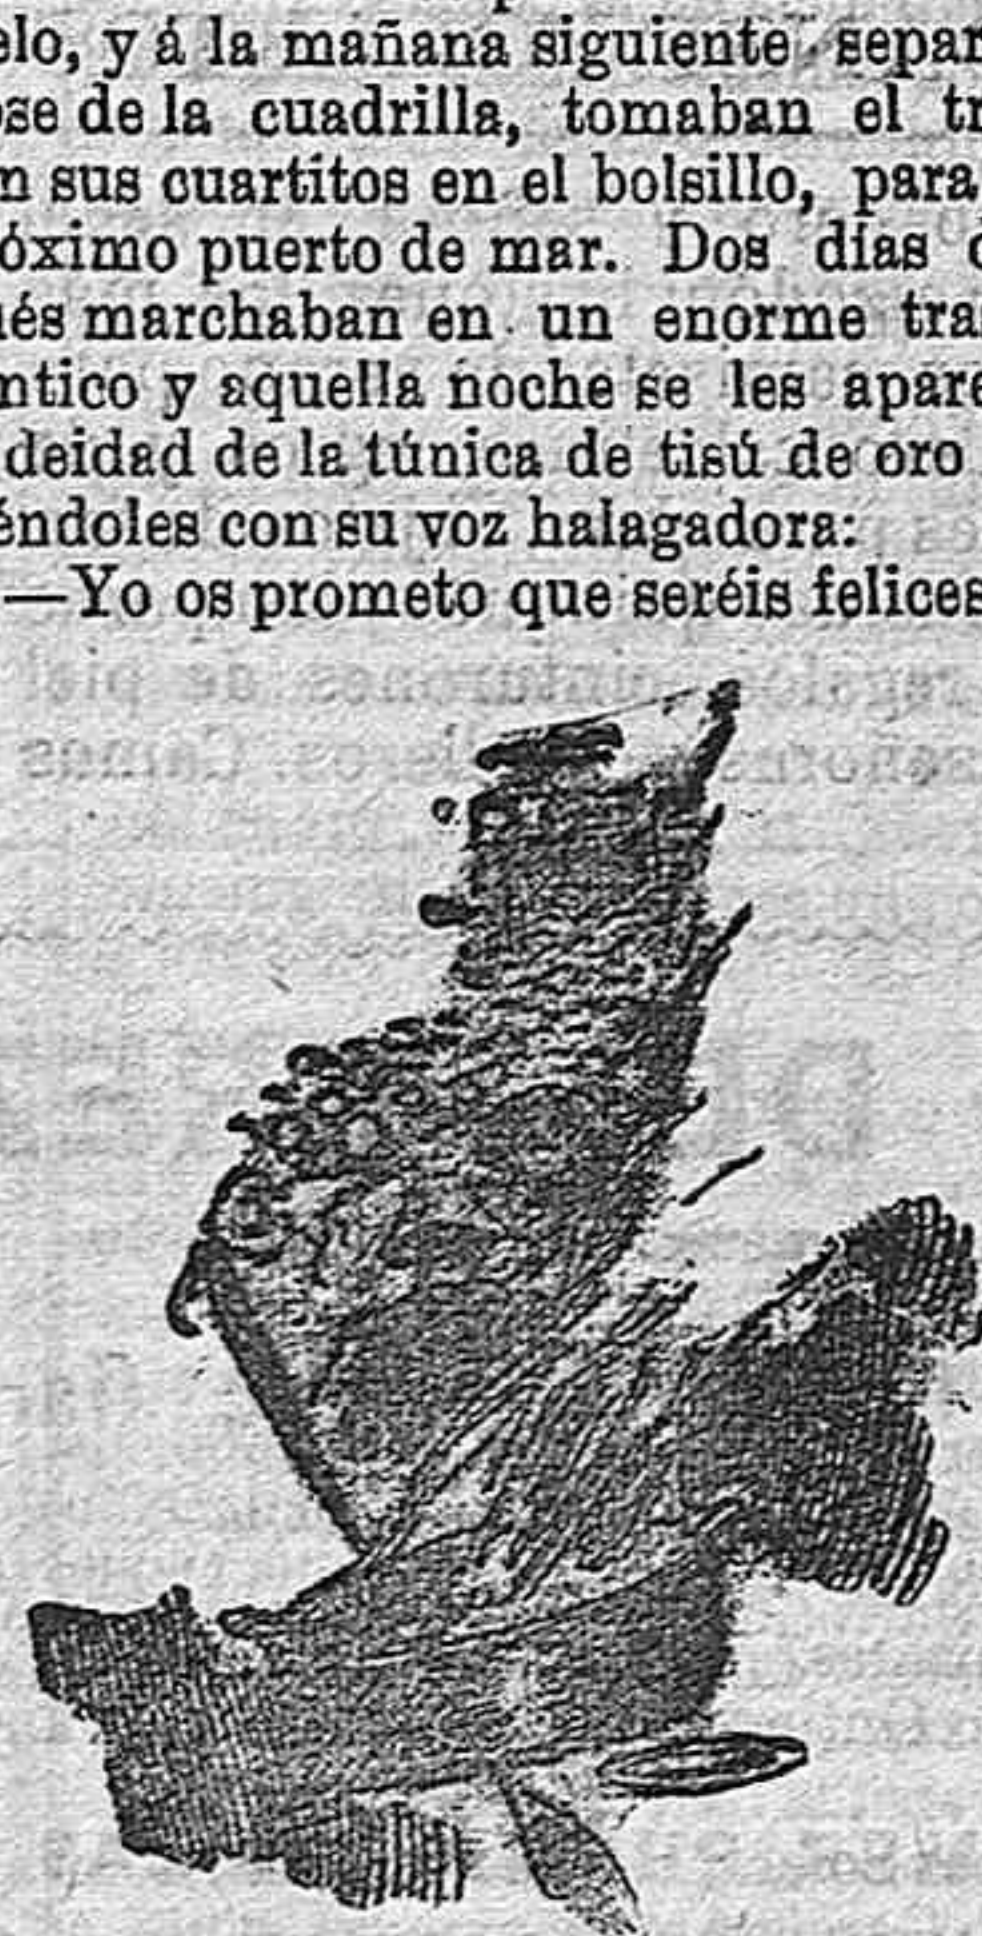 elo, y á la mañana siguiente separ
ose de la cuadrilla, tomaban el tr
n sus cuartitos en el bolsillo, para
óximo puerto de mar. Dos días d
ués marchaban en un enorme tras
ntico y aquella noche se les apare
deidad de la túnica de tisú de oro
éndoles con su voz halagadora:
—Yo os prometo que seréis felices